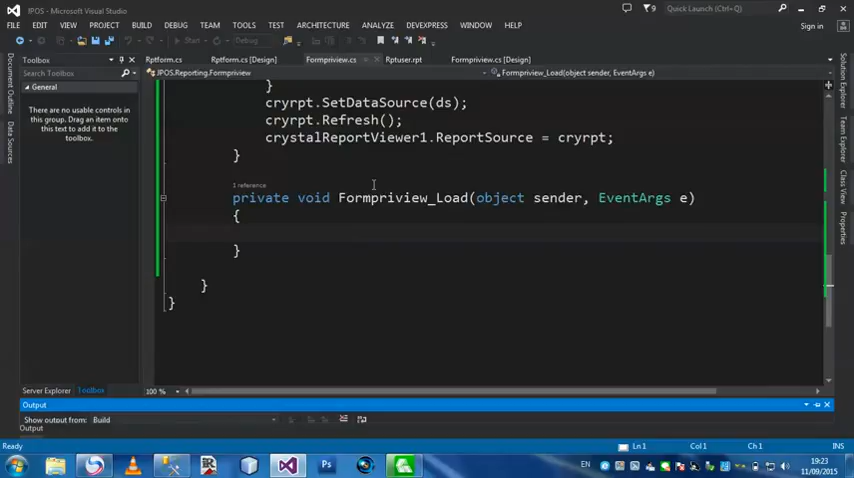 IPOS - Microsoft Visual Studio
9
Quick Launch (Ctrl+Q)
FILE EDIT VIEW PROJECT BUILD DEBUG TEAM TOOLS TEST ARCHITECTURE ANALYZE DEVEXPRESS WINDOW HELP
Sign in
Start Debug
Toolbox
Search Toolbox
General
There are no usable controls in
this group. Drag an item onto
this text to add it to the
toolbox.
Document Outline
Data Sources
Rptform.cs
Rptform.cs [Design]
Formpriview.cs
Rptuser.rpt
Formpriview.cs [Design]
IPOS.Reporting.Formpriview
Formpriview_Load(object sender, EventArgs e)
}
cryrpt.SetDataSource(ds);
cryrpt.Refresh();
crystalReportViewer1.ReportSource = cryrpt;
}
1 reference
private void Formpriview_Load(object sender, EventArgs e)
{
}
}
}
Solution Explorer
Team Explorer
Class View
Properties
100 %
Server Explorer
Toolbox
Output
Show output from:
Build
Output
Ready
Ln 1
Col 1
Ch 1
INS
Ps
EN
19:23
11/09/2015